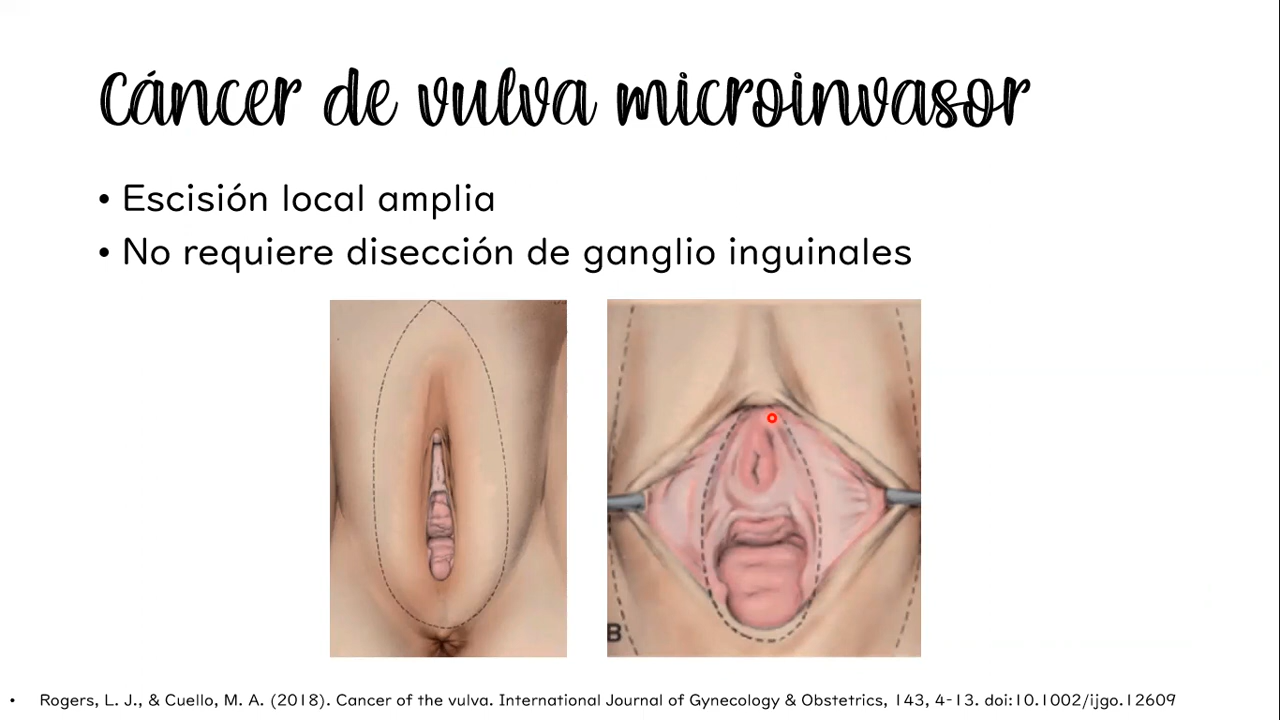 Cáncer de vulva microinvasor
• Escisión local amplia
• No requiere disección de ganglio inguinales
B
• Rogers, L. J., & Cuello, M. A. (2018). Cancer of the vulva. International Journal of Gynecology & Obstetrics, 143, 4-13. doi:10.1002/ijgo.12609